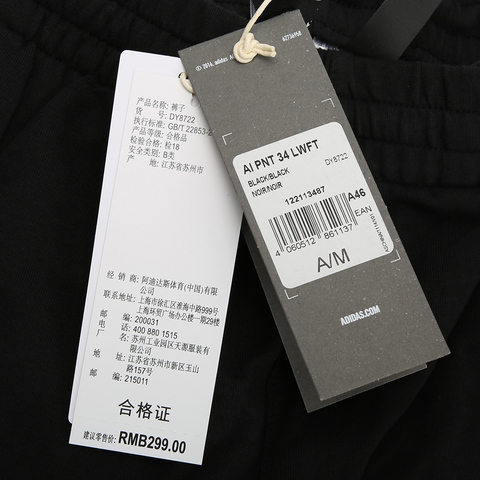 产品名称: 裤子
货 号: DY8722
执行标准: GB/T 22853-2
产品等级: 合格品
检验合格: 检18
安全类别: B类
产 地: 江苏省苏州市
经 销 商: 阿迪达斯体育(中国)有限
公司
联络地址: 上海市徐汇区淮海中路999号
上海环贸广场办公楼一期29楼
邮 编: 200031
电 话: 400 880 1515
厂 名: 苏州工业园区天源服装有
限公司
地 址: 江苏省苏州市新区玉山
路157号
邮 编: 215011
合格证
建议零售价: RMB299.00
62736950
AI PNT 34 LWFT
BLACK/BLACK
NOIR/NOIR
DY8722
122113487
A46
4 060512 861137
EAN
A/M
ADIDAS.COM